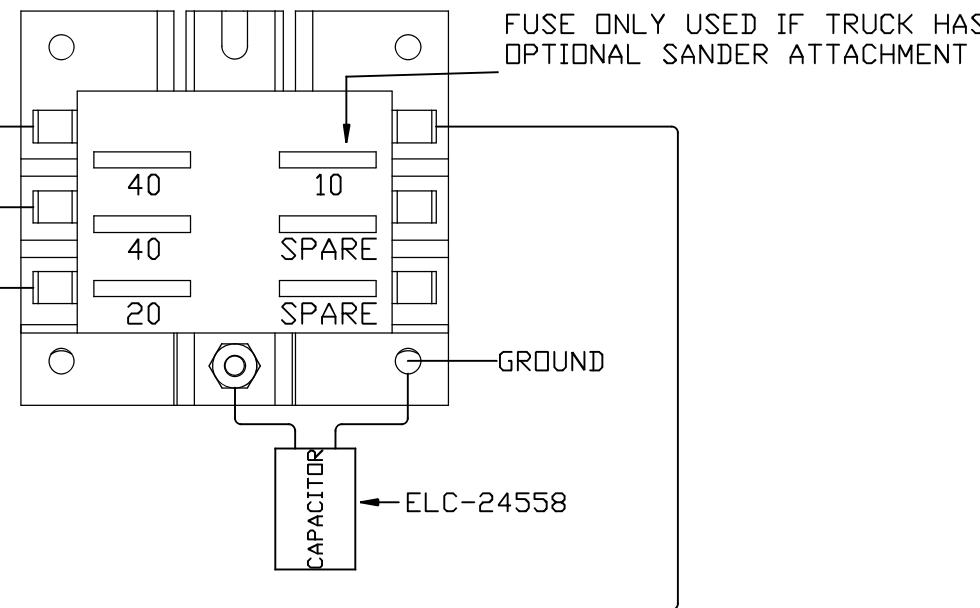 FUSE ONLY USED IF TRUCK HAS
OPTIONAL SANDER ATTACHMENT
40
10
40
SPARE
20
SPARE
GROUND
CAPACITOR
ELC-24558